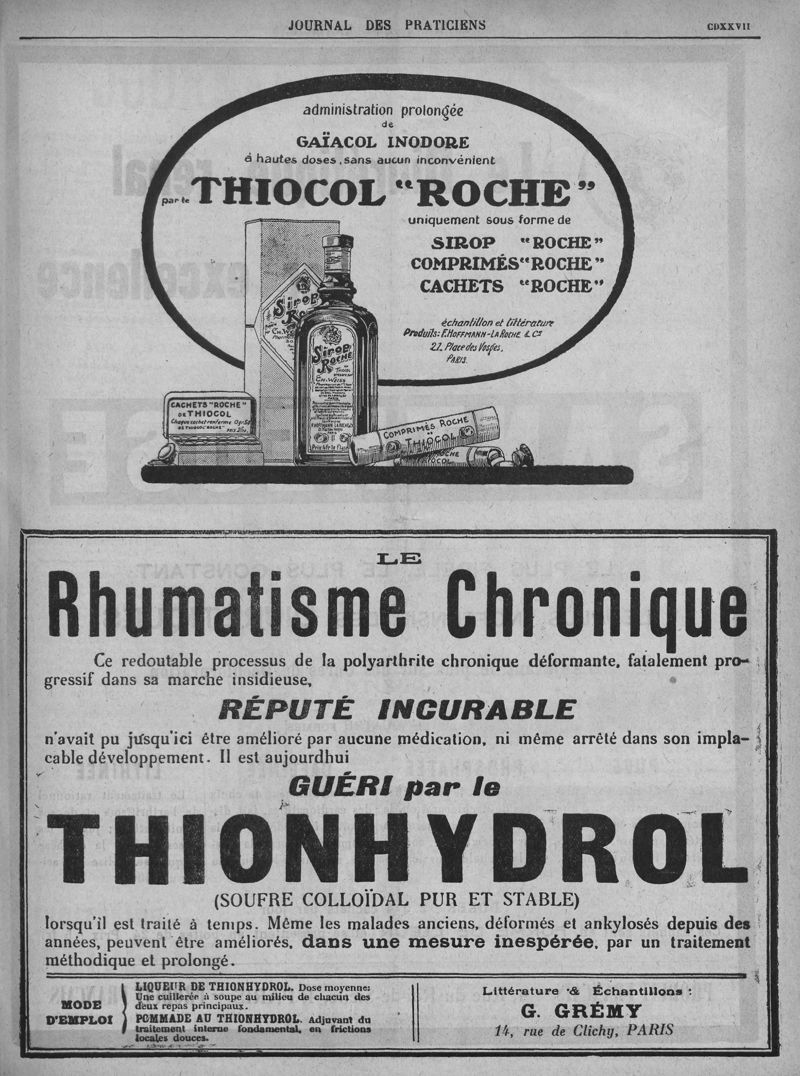 JOURNAL DES PRATICIENS
CDXXVII
administration prolongée
de
GAÏACOL INODORE
à hautes doses, sans aucun inconvénient
par le THIOCOL "ROCHE"
uniquement sous forme de
SIROP "ROCHE"
COMPRIMÉS "ROCHE"
CACHETS "ROCHE"
échantillon et littérature
Produits: F. HOFFMANN-LA ROCHE & Co
21. Place des Vosges.
PARIS.
Sirop
Roche
Sirop
ROCHE
CACHETS "ROCHE"
DE THIOCOL
COMPRIMÉS ROCHE
THIOCOL
ROCHE
THIOCOL
LE
Rhumatisme Chronique
Ce redoutable processus de la polyarthrite chronique déformante, fatalement pro-
gressif dans sa marche insidieuse,
RÉPUTÉ INCURABLE
n'avait pu jusqu'ici être amélioré par aucune médication, ni même arrêté dans son impla-
cable développement. Il est aujourd'hui
GUÉRI par le
THIONHYDROL
(SOUFRE COLLOÏDAL PUR ET STABLE)
lorsqu'il est traité à temps. Même les malades anciens, déformés et ankylosés depuis des
années, peuvent être améliorés, dans une mesure inespérée, par un traitement
méthodique et prolongé.
MODE
D'EMPLOI
LIQUEUR DE THIONHYDROL. Dose moyenne:
Une cuillerée à soupe au milieu de chacun des
deux repas principaux.
POMMADE AU THIONHYDROL. Adjuvant du
traitement interne fondamental, en frictions
locales douces.
Littérature & Échantillons :
G. GRÉMY
14, rue de Clichy, PARIS